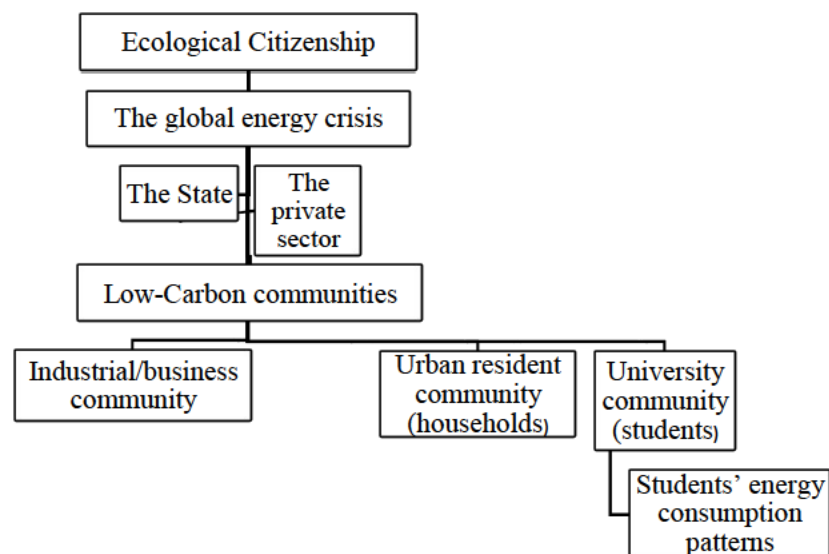 Ecological Citizenship
The global energy crisis
The State
The
private
sector
Low-Carbon communities
Industrial/business
community
Urban resident
community
(households)
University
community
(students)
Students’ energy
consumption
patterns